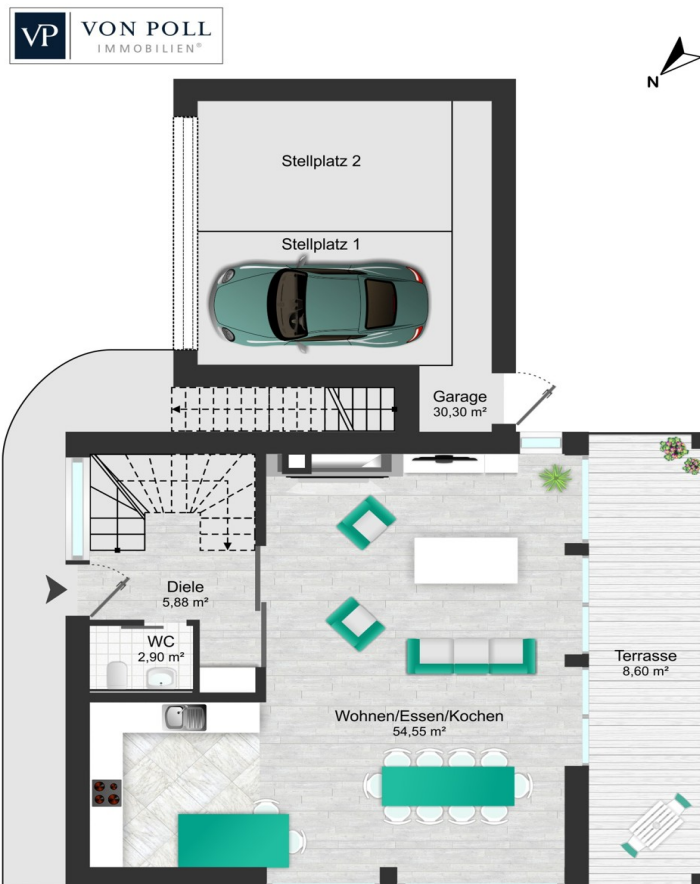 VP VON POLL
IMMOBILIEN®
N
Stellplatz 2
Stellplatz 1
Garage
30,30 m²
Diele
5,88 m²
WC
2,90 m²
Terrasse
8,60 m²
Wohnen/Essen/Kochen
54,55 m²